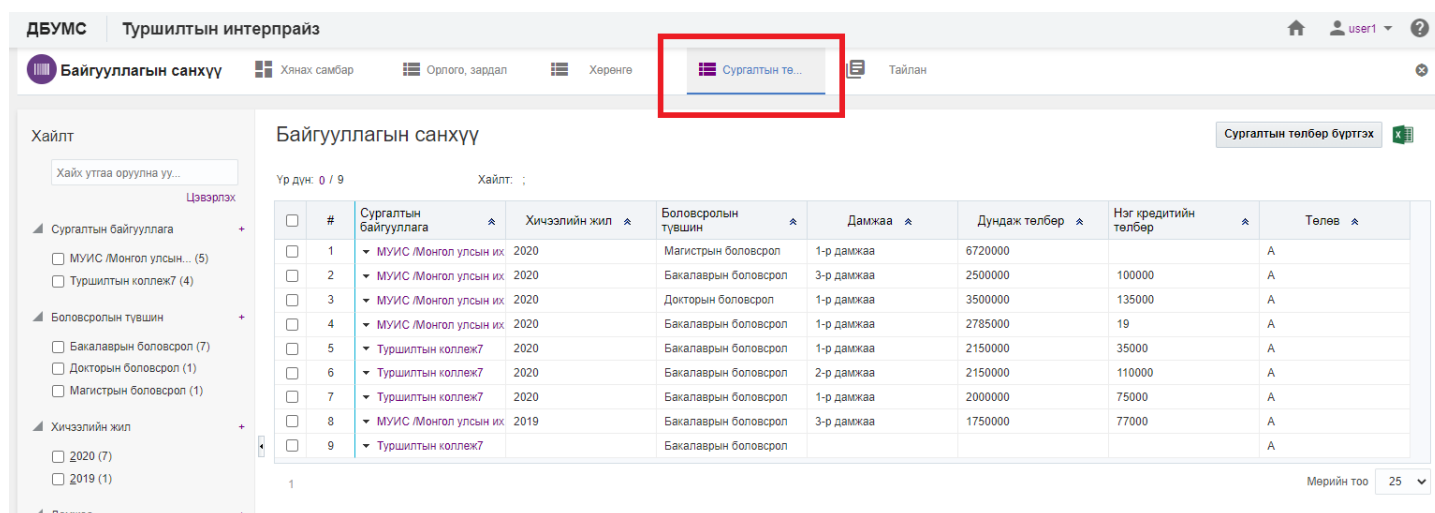 ДБУМС Туршилтын интерпрайз user1
Байгууллагын санхүү Хянах самбар Орлого, зардал Хөрөнгө Сургалтын тө... Тайлан
Хайлт
Хайх утгаа оруулна уу...
Цэвэрлэх
Сургалтын байгууллага +
МУИС /Монгол улсын... (5)
Туршилтын коллеж7 (4)
Боловсролын түвшин +
Бакалаврын боловсрол (7)
Докторын боловсрол (1)
Магистрын боловсрол (1)
Хичээлийн жил +
2020 (7)
2019 (1)
Байгууллагын санхүү Сургалтын төлбөр бүртгэх
Үр дүн: 0 / 9 Хайлт: ;
# Сургалтын байгууллага Хичээлийн жил Боловсролын түвшин Дамжаа Дундаж төлбөр Нэг кредитийн төлбөр Төлөв
1 МУИС /Монгол улсын их 2020 Магистрын боловсрол 1-р дамжаа 6720000 A
2 МУИС /Монгол улсын их 2020 Бакалаврын боловсрол 3-р дамжаа 2500000 100000 A
3 МУИС /Монгол улсын их 2020 Докторын боловсрол 1-р дамжаа 3500000 135000 A
4 МУИС /Монгол улсын их 2020 Бакалаврын боловсрол 1-р дамжаа 2785000 19 A
5 Туршилтын коллеж7 2020 Бакалаврын боловсрол 1-р дамжаа 2150000 35000 A
6 Туршилтын коллеж7 2020 Бакалаврын боловсрол 2-р дамжаа 2150000 110000 A
7 Туршилтын коллеж7 2020 Бакалаврын боловсрол 1-р дамжаа 2000000 75000 A
8 МУИС /Монгол улсын их 2019 Бакалаврын боловсрол 3-р дамжаа 1750000 77000 A
9 Туршилтын коллеж7 Бакалаврын боловсрол A
1 Мөрийн тоо 25